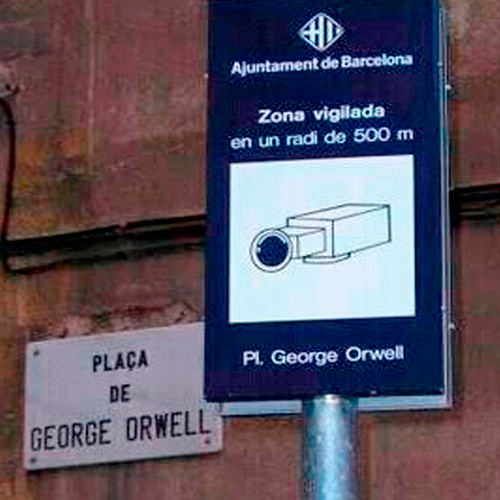 Ajuntament de Barcelona
Zona vigilada
en un radi de 500 m
Pl. George Orwell
PLAÇA
DE
GEORGE ORWELL